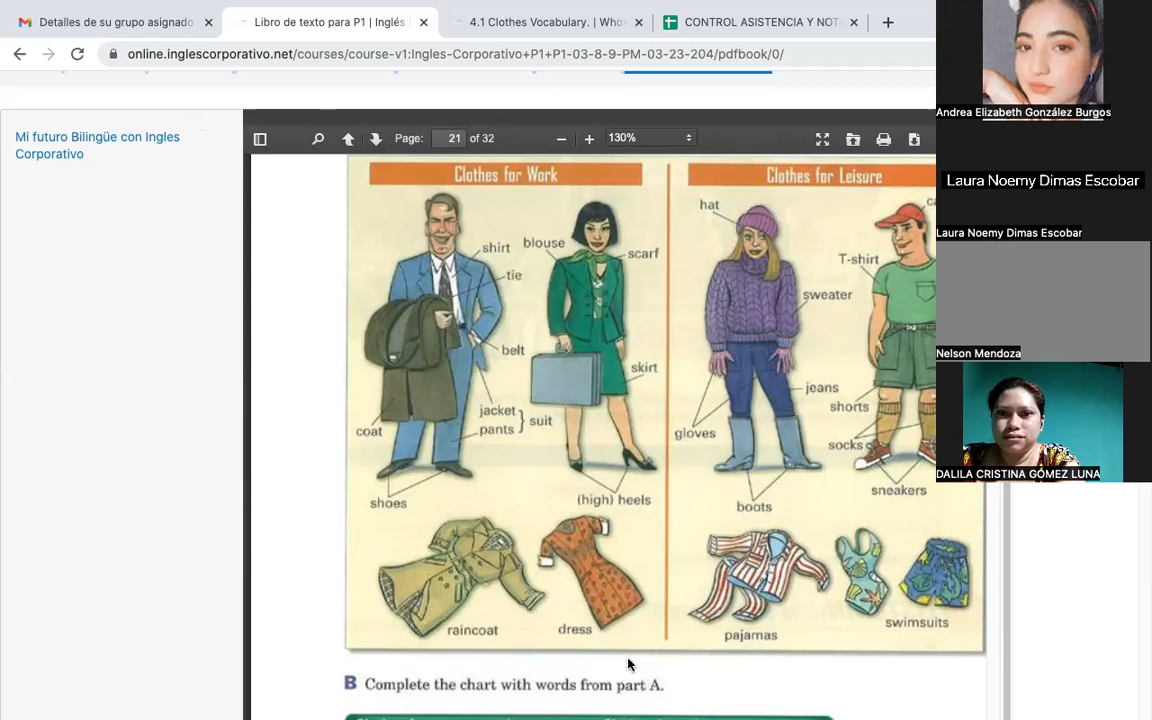 Detalles de su grupo asignado
Libro de texto para P1 | Inglés
4.1 Clothes Vocabulary. | Whos
CONTROL ASISTENCIA Y NOT
online.inglescorporativo.net/courses/course-v1:Ingles-Corporativo+P1+P1-03-8-9-PM-03-23-204/pdfbook/0/
Mi futuro Bilingüe con Ingles
Corporativo
Page: 21 of 32
130%
Clothes for Work
Clothes for Leisure
shirt
blouse
scarf
tie
belt
skirt
jacket
pants
suit
coat
shoes
(high) heels
raincoat
dress
hat
T-shirt
sweater
jeans
shorts
gloves
socks
sneakers
boots
pajamas
swimsuits
B Complete the chart with words from part A.
Andrea Elizabeth González Burgos
Laura Noemy Dimas Escobar
Laura Noemy Dimas Escobar
Nelson Mendoza
DALILA CRISTINA GÓMEZ LUNA